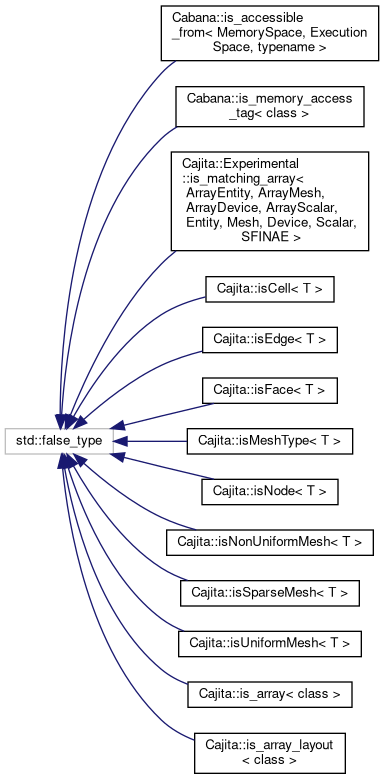 Cabana::is_accessible
_from< MemorySpace, Execution
Space, typename >
Cabana::is_memory_access
_tag< class >
Cajita::Experimental
::is_matching_array<
ArrayEntity, ArrayMesh,
ArrayDevice, ArrayScalar,
Entity, Mesh, Device, Scalar,
SFINAE >
Cajita::isCell< T >
Cajita::isEdge< T >
Cajita::isFace< T >
std::false_type
Cajita::isMeshType< T >
Cajita::isNode< T >
Cajita::isNonUniformMesh< T >
Cajita::isSparseMesh< T >
Cajita::isUniformMesh< T >
Cajita::is_array< class >
Cajita::is_array_layout
< class >